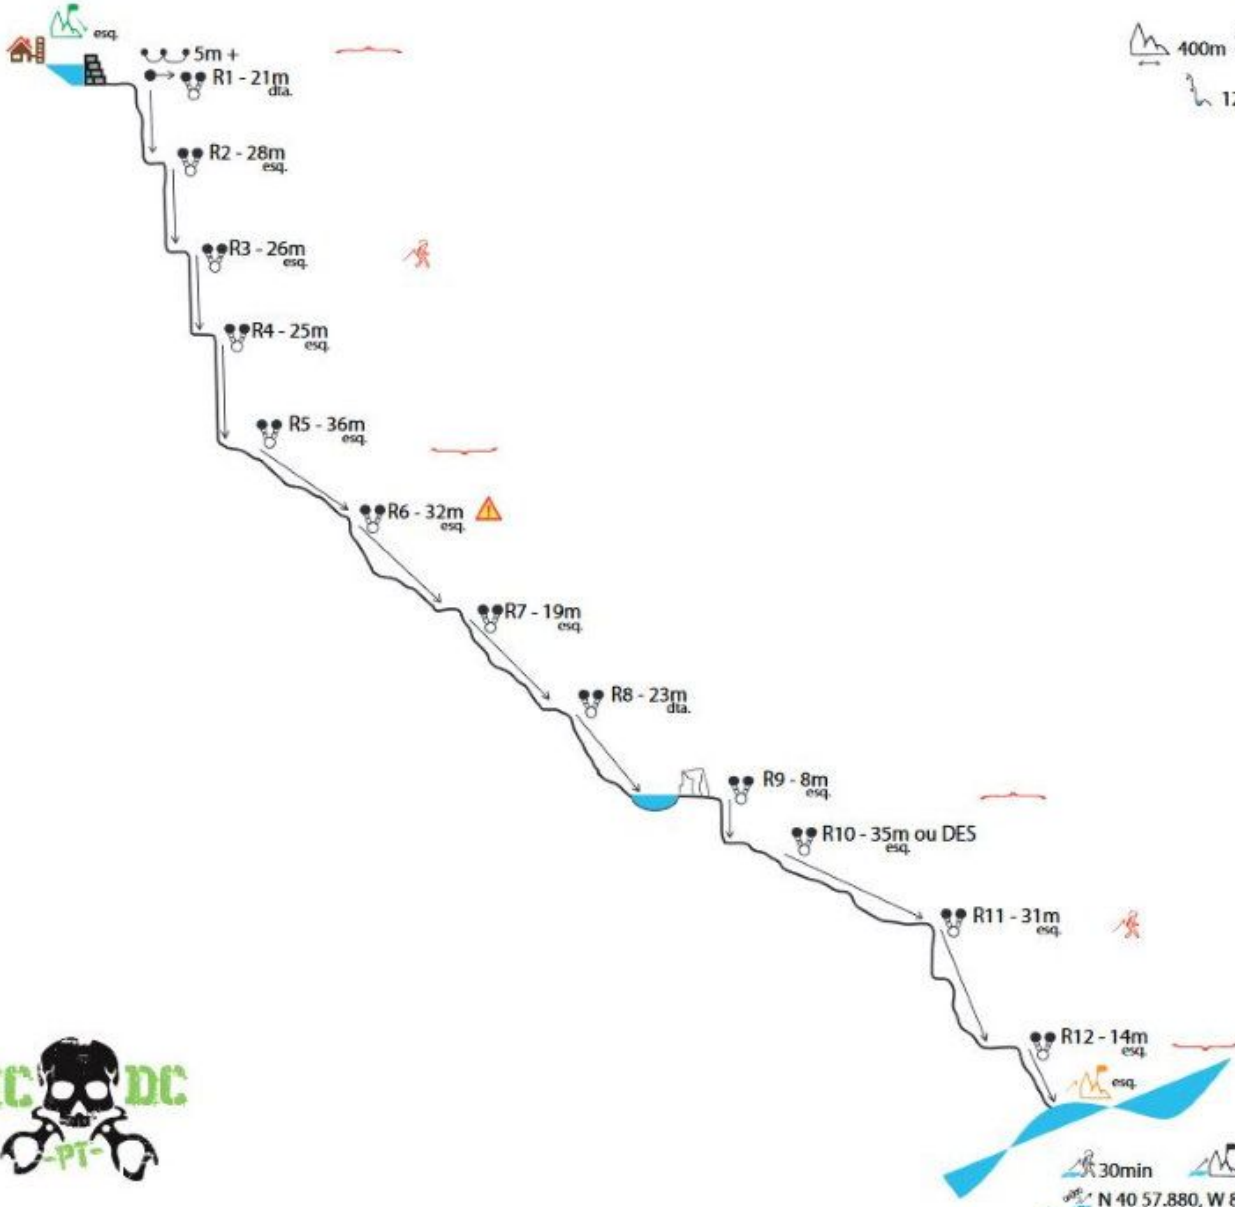 esq.
5m +
R1 - 21m
dta.
400m
R2 - 28m
esq.
R3 - 26m
esq.
R4 - 25m
esq.
R5 - 36m
esq.
R6 - 32m
esq.
R7 - 19m
esq.
R8 - 23m
dta.
R9 - 8m
esq.
R10 - 35m ou DES
esq.
R11 - 31m
esq.
R12 - 14m
esq.
esq.
DC
-PT-
30min
N 40 57.880, W 8